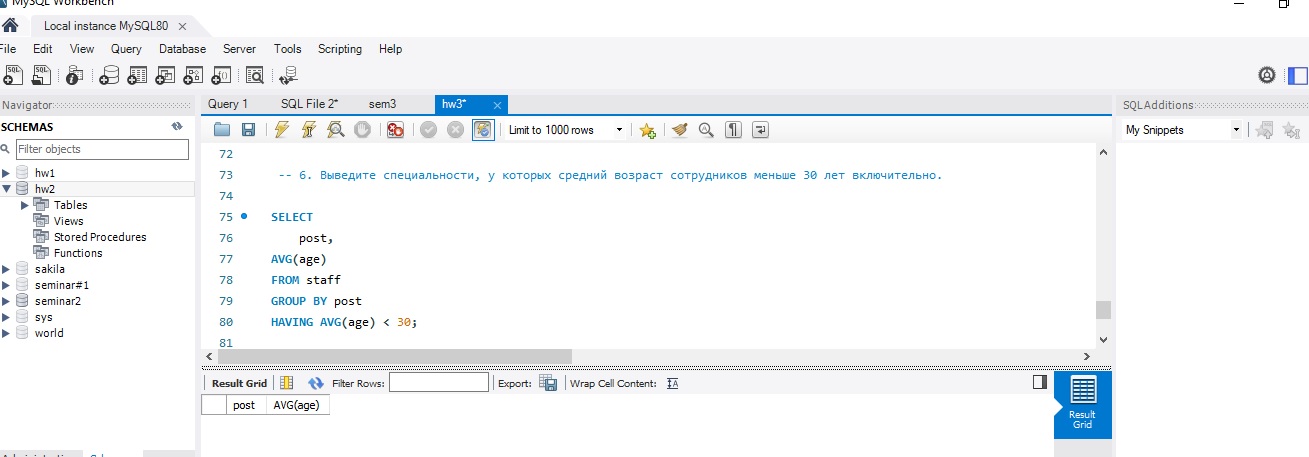 MySQL Workbench
Local instance MySQL80
File Edit View Query Database Server Tools Scripting Help
Navigator
Query 1 SQL File 2* sem3 hw3*
SQLAdditions
SCHEMAS
Limit to 1000 rows
My Snippets
Filter objects
hw1
hw2
Tables
Views
Stored Procedures
Functions
sakila
seminar#1
seminar2
sys
world
72
73 -- 6. Выведите специальности, у которых средний возраст сотрудников меньше 30 лет включительно.
74
75 SELECT
76 post,
77 AVG(age)
78 FROM staff
79 GROUP BY post
80 HAVING AVG(age) < 30;
81
Result Grid Filter Rows: Export: Wrap Cell Content:
post AVG(age)
Result
Grid